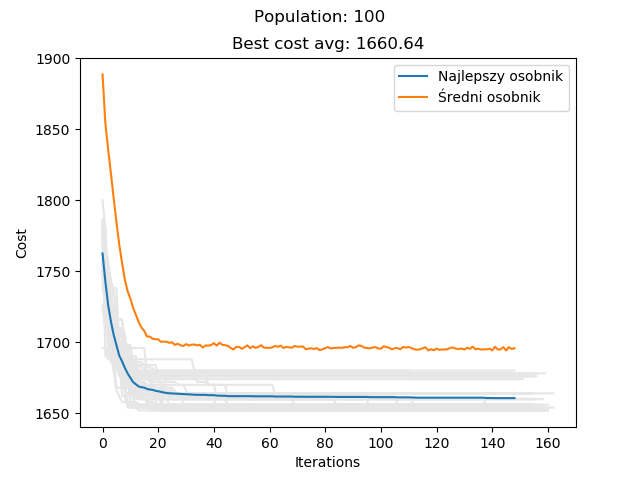 Population: 100
Best cost avg: 1660.64
Najlepszy osobnik
Średni osobnik
1900
1850
1800
1750
1700
1650
Cost
0 20 40 60 80 100 120 140 160
Iterations